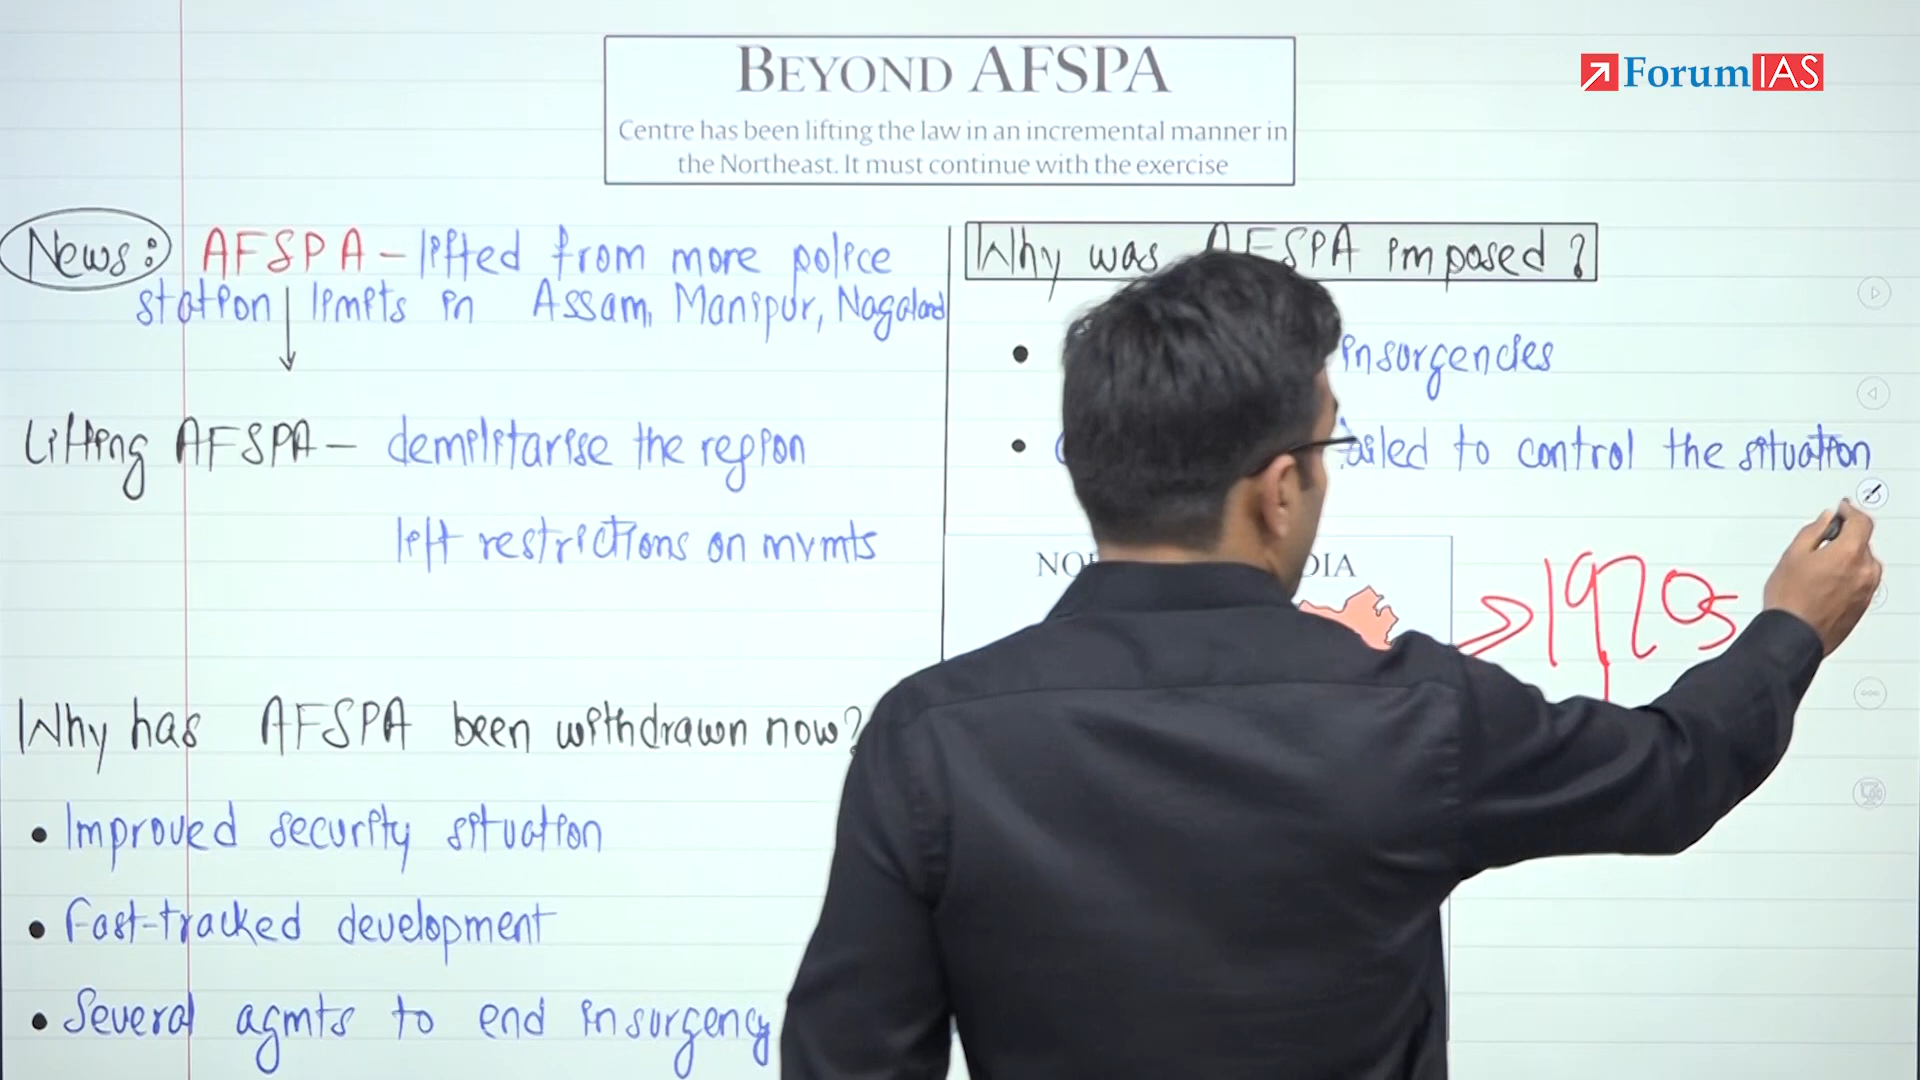 BEYOND AFSPA
Centre has been lifting the law in an incremental manner in
the Northeast. It must continue with the exercise
ForumIAS
News: AFSPA - lifted from more police
station limits in Assam, Manipur, Nagaland
Lifting AFSPA - demilitarise the region
lift restrictions on mvmts
Why has AFSPA been withdrawn now?
• Improved security situation
• Fast-tracked development
• Several agmts to end insurgency
Why was AFSPA imposed?
• insurgencies
• failed to control the situation
1970s